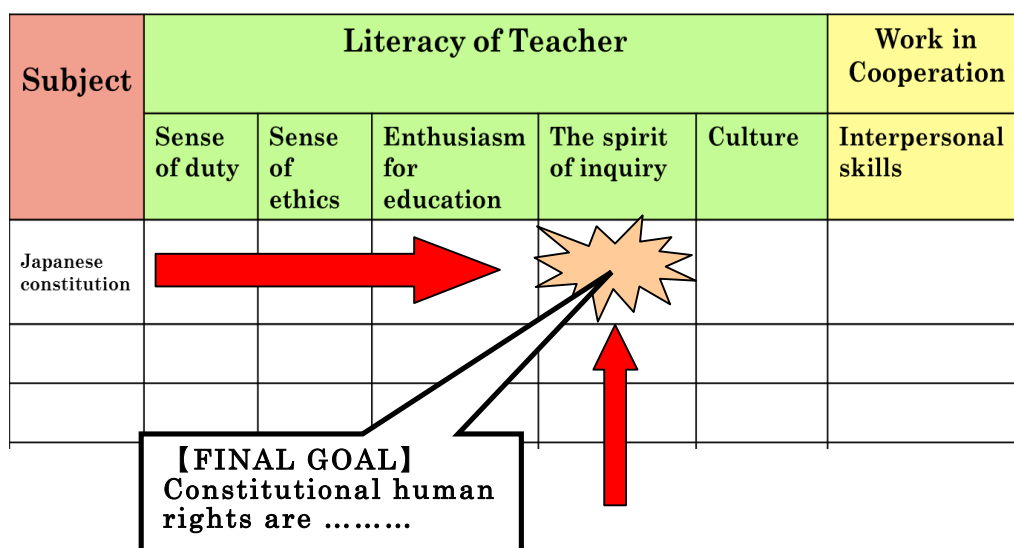 Subject
Literacy of Teacher
Work in
Cooperation
Sense
of duty
Sense
of
ethics
Enthusiasm
for
education
The spirit
of inquiry
Culture
Interpersonal
skills
Japanese
constitution
【FINAL GOAL】
Constitutional human
rights are ………